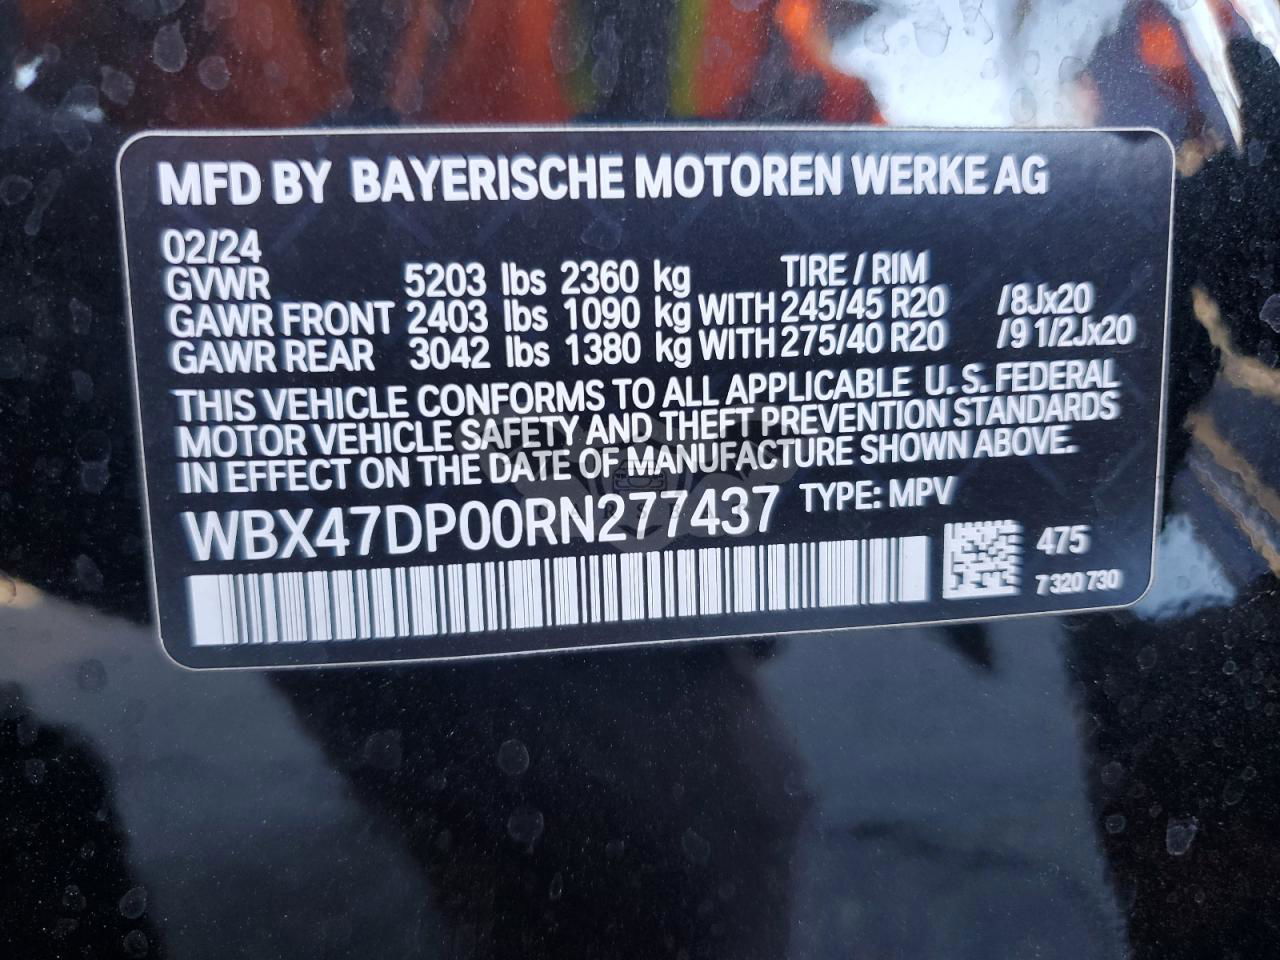 MFD BY BAYERISCHE MOTOREN WERKE AG
02/24
GVWR 5203 lbs 2360 kg TIRE / RIM
GAWR FRONT 2403 lbs 1090 kg WITH 245/45 R20 /8Jx20
GAWR REAR 3042 lbs 1380 kg WITH 275/40 R20 /9 1/2Jx20
THIS VEHICLE CONFORMS TO ALL APPLICABLE U. S. FEDERAL
MOTOR VEHICLE SAFETY AND THEFT PREVENTION STANDARDS
IN EFFECT ON THE DATE OF MANUFACTURE SHOWN ABOVE.
WBX47DP00RN277437 TYPE: MPV
475
7 320 730